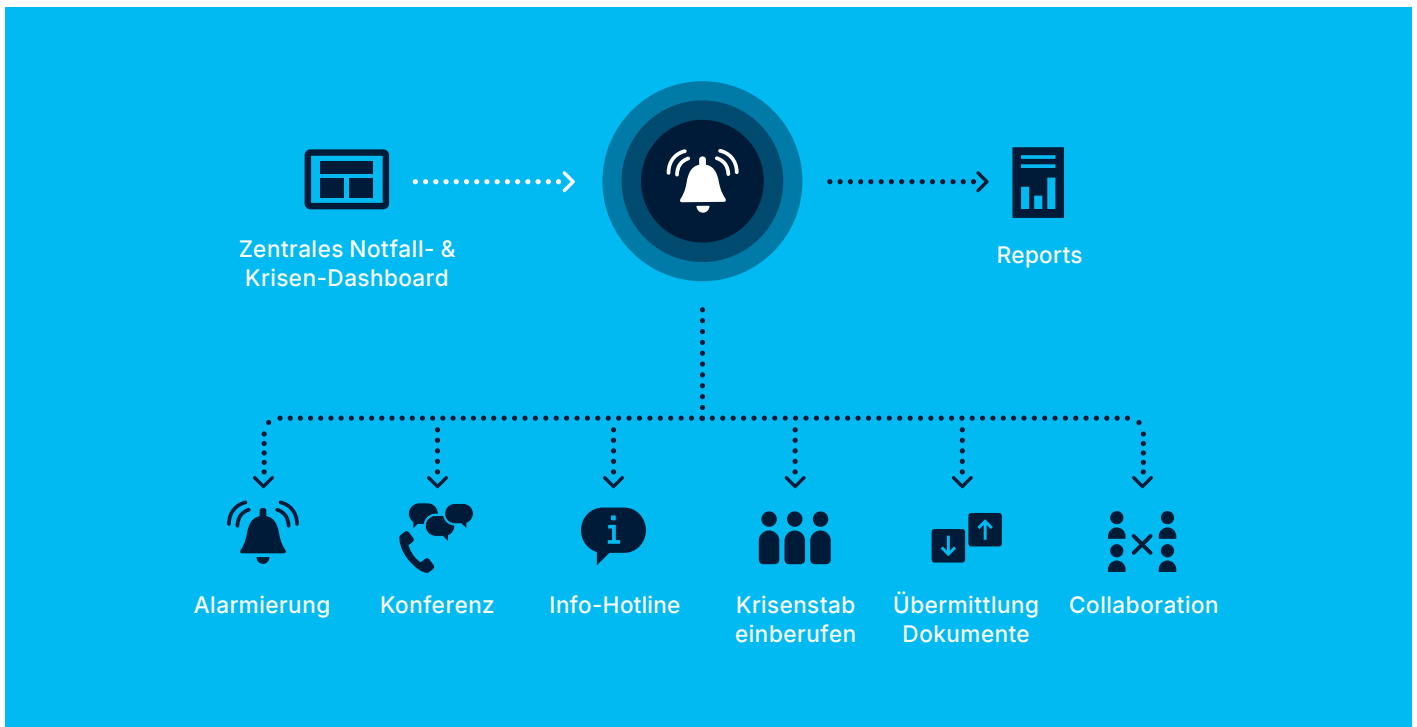 Zentrales Notfall- &
Krisen-Dashboard
Reports
Alarmierung
Konferenz
Info-Hotline
Krisenstab
einberufen
Übermittlung
Dokumente
Collaboration